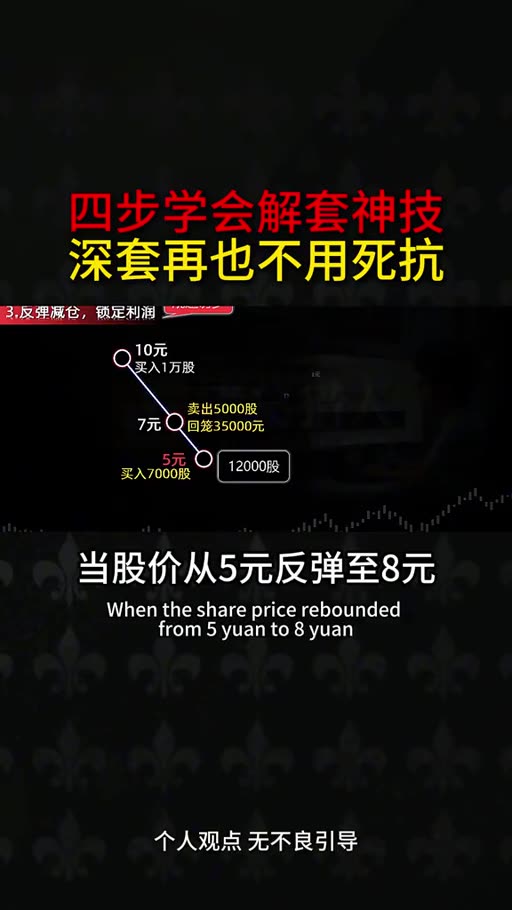 四步学会解套神技
深套再也不用死抗
3.反弹减仓，锁定利润
10元
买入1万股
7元
卖出5000股
回笼35000元
5元
买入7000股
12000股
当股价从5元反弹至8元
When the share price rebounded
from 5 yuan to 8 yuan
个人观点 无不良引导